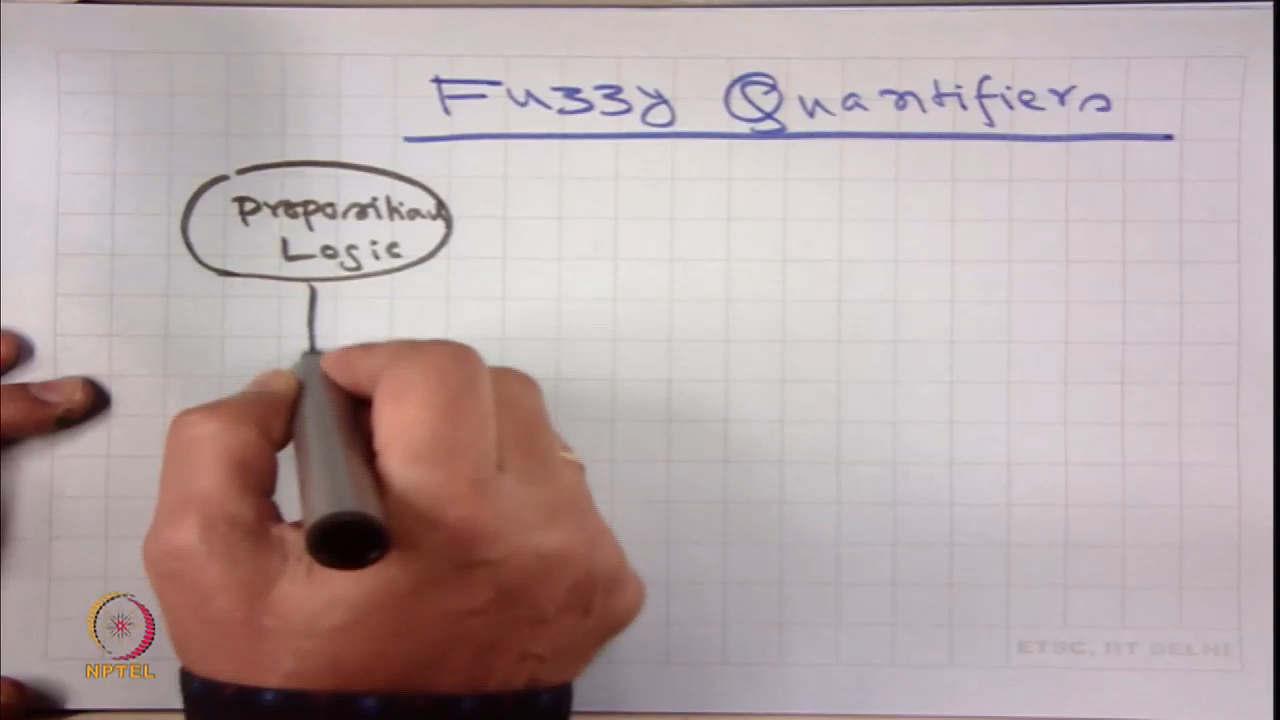 Fuzzy Quantifiers
Propositional
Logic
NPTEL
ETSC, IIT DELHI